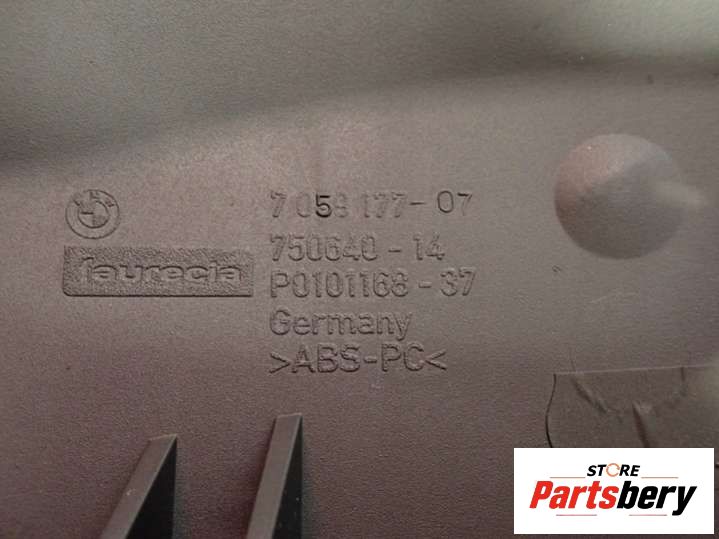 7 059 177-07
750640-14
faurecia
P0101168-37
Germany
>ABS-PC<
STORE
Partsbery